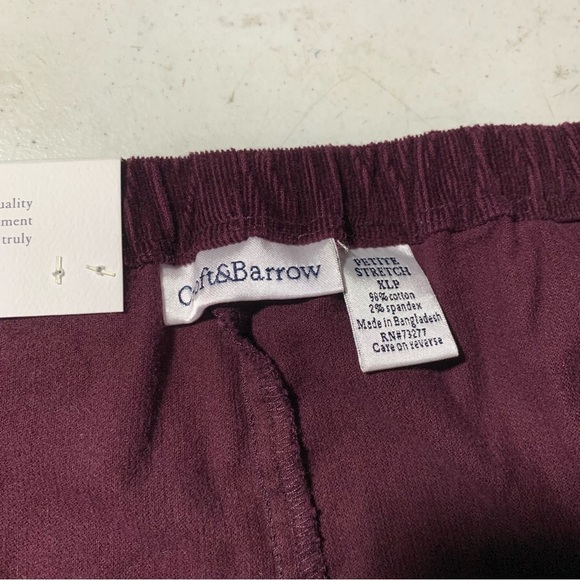 uality
ment
truly
Croft&Barrow
PETITE
STRETCH
XLP
98% cotton
2% spandex
Made in Bangladesh
RN#73277
Care on reverse